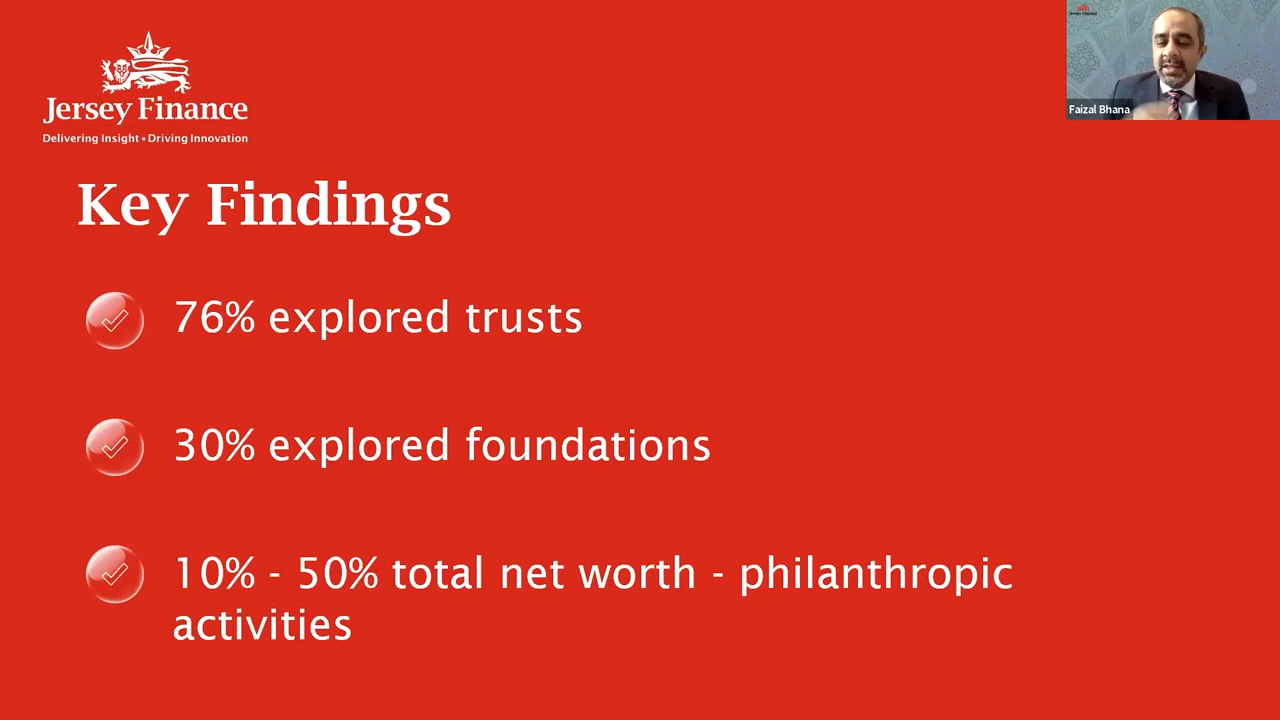 Jersey Finance
Delivering Insight • Driving Innovation
Faizal Bhana
Key Findings
76% explored trusts
30% explored foundations
10% - 50% total net worth - philanthropic
activities